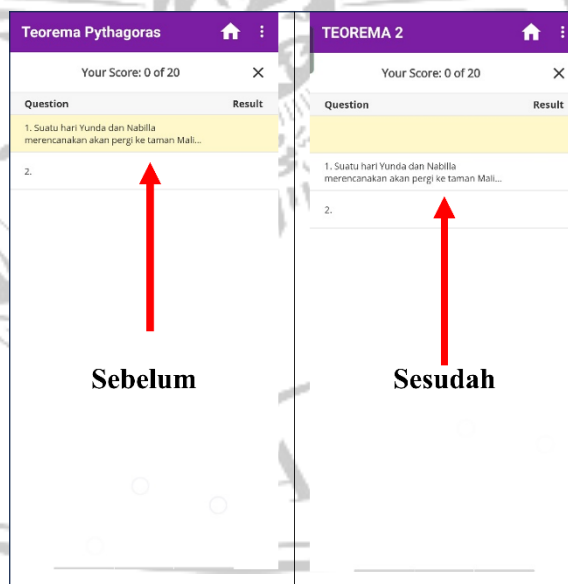 Teorema Pythagoras
Your Score: 0 of 20
Question Result
1. Suatu hari Yunda dan Nabilla
merencanakan akan pergi ke taman Mali...
2.
Sebelum
TEOREMA 2
Your Score: 0 of 20
Question Result
1. Suatu hari Yunda dan Nabilla
merencanakan akan pergi ke taman Mali...
2.
Sesudah